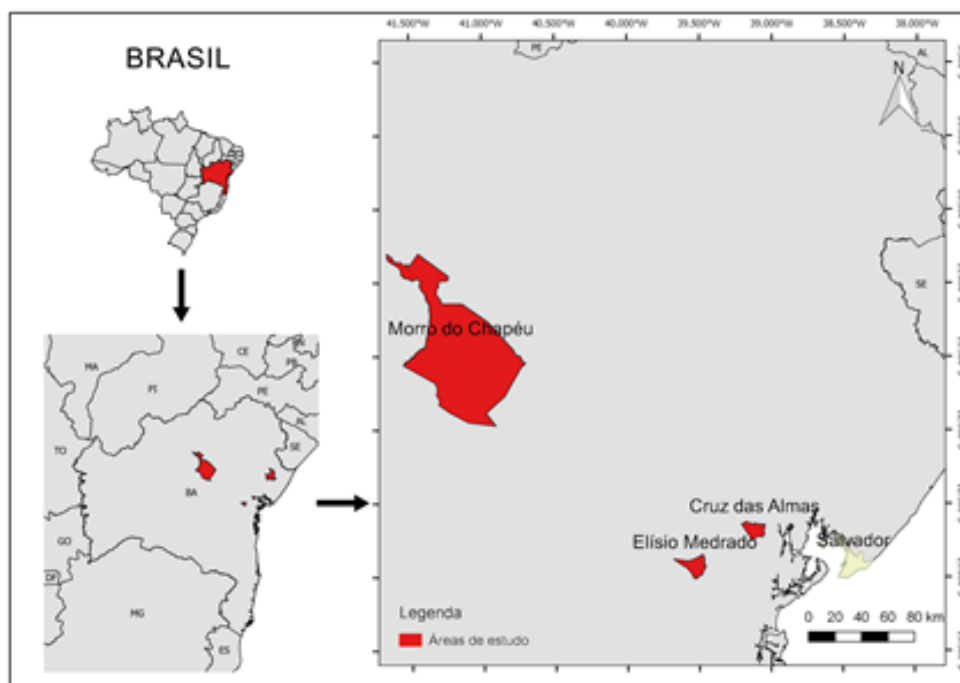 BRASIL
41.500°W 41.000°W 40.500°W 40.000°W 39.500°W 39.000°W 38.500°W 38.000°W
PE
AL
N
SE
Morro do Chapéu
Cruz das Almas
Elísio Medrado
Salvador
Legenda
Áreas de estudo
0 20 40 60 80 km
CE
MA
PB
PI
PE
AL
SE
TO
BA
GO
DF
MG
ES